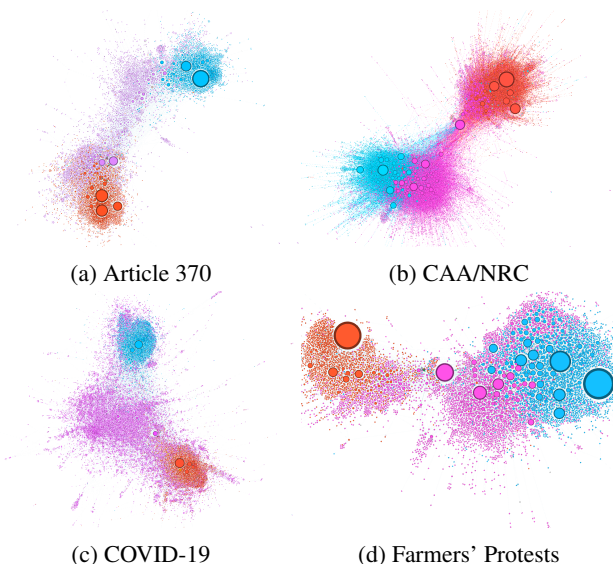 (a) Article 370
(b) CAA/NRC
(c) COVID-19
(d) Farmers' Protests